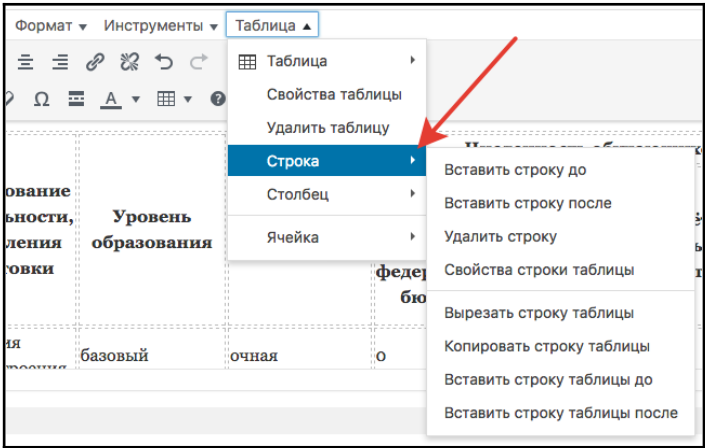 Формат Инструменты Таблица
Таблица
Ω A
Свойства таблицы
Удалить таблицу
Строка
Столбец
Ячейка
Вставить строку до
Вставить строку после
Удалить строку
Свойства строки таблицы
Вырезать строку таблицы
Копировать строку таблицы
Вставить строку таблицы до
Вставить строку таблицы после
Уровень
образования
базовый очная 0